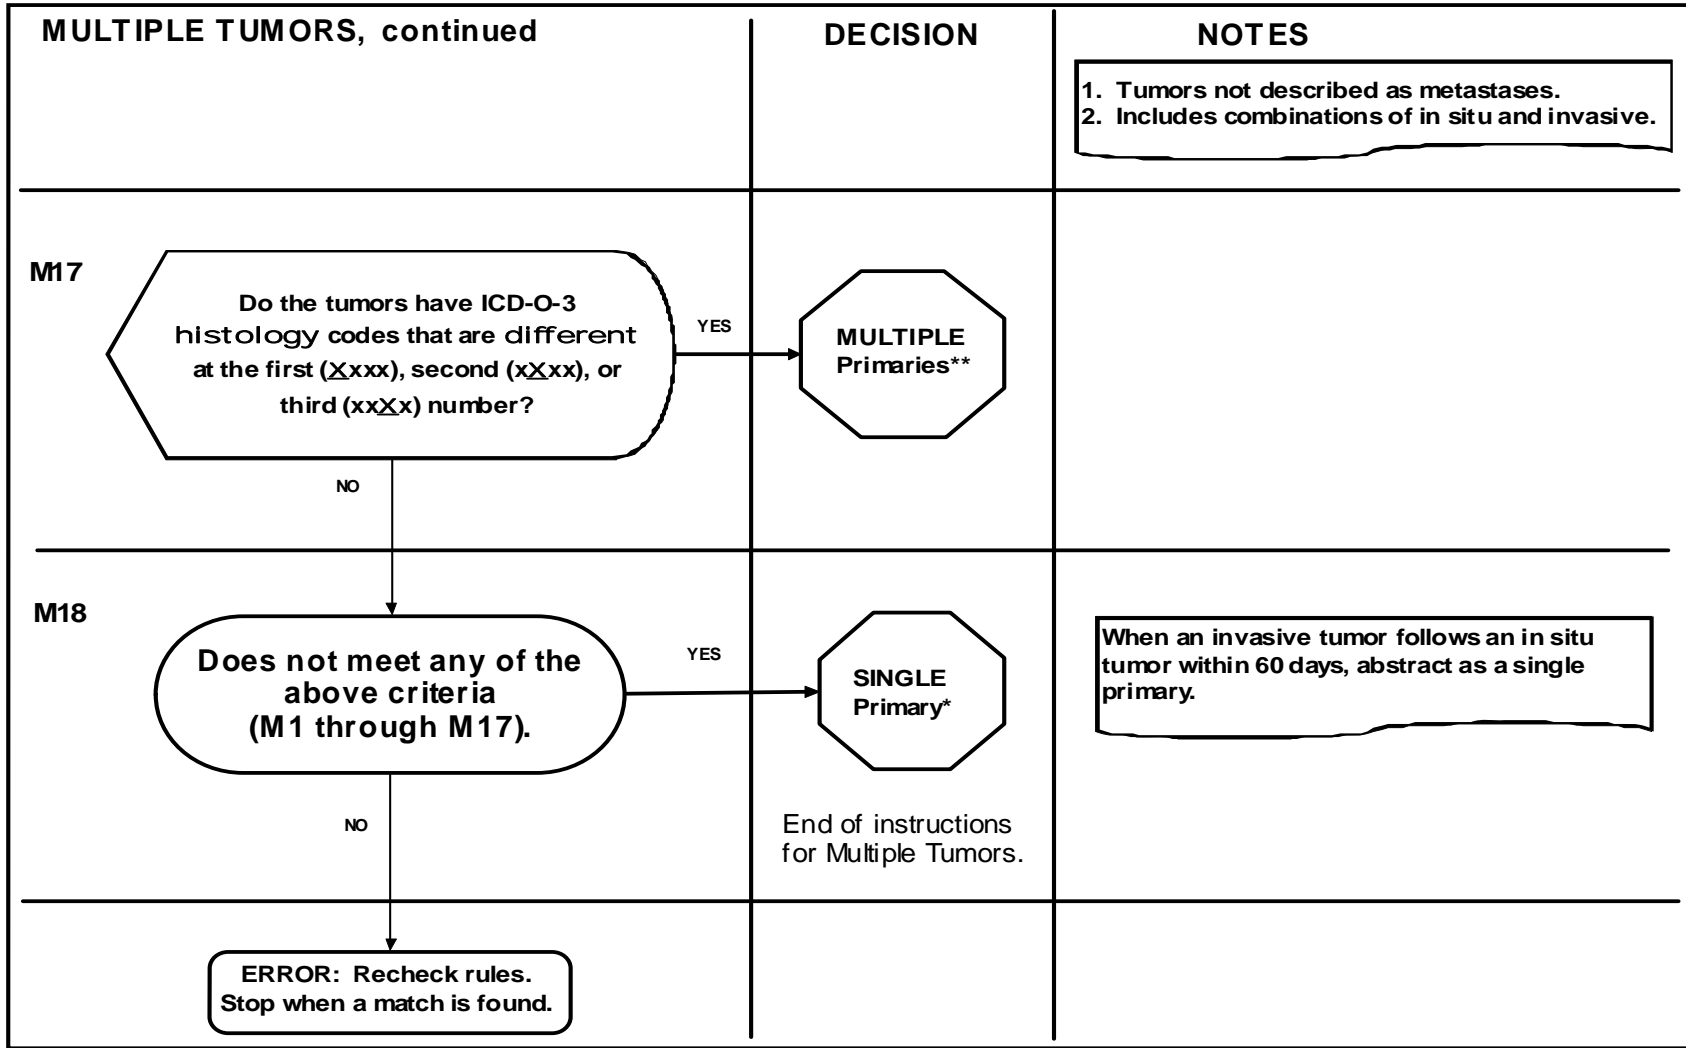 MULTIPLE TUMORS, continued
DECISION
NOTES
1. Tumors not described as metastases.
2. Includes combinations of in situ and invasive.
M17
Do the tumors have ICD-O-3
histology codes that are different
at the first (Xxxx), second (xXxx), or
third (xxXx) number?
YES
MULTIPLE
Primaries**
NO
M18
Does not meet any of the
above criteria
(M1 through M17).
YES
SINGLE
Primary*
When an invasive tumor follows an in situ
tumor within 60 days, abstract as a single
primary.
NO
End of instructions
for Multiple Tumors.
ERROR: Recheck rules.
Stop when a match is found.